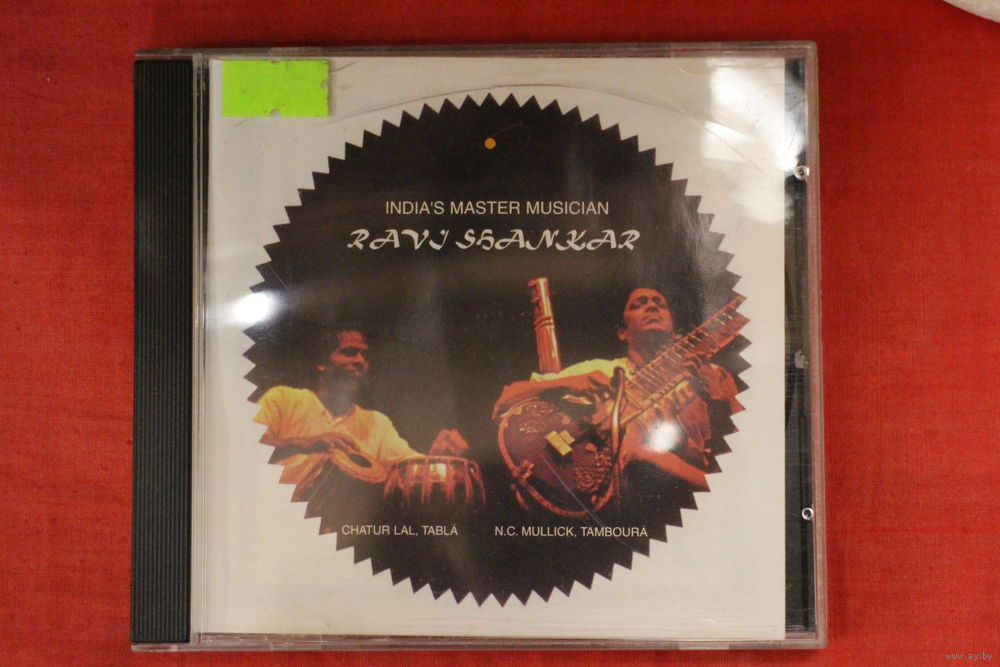 INDIA'S MASTER MUSICIAN
RAVI SHANKAR
CHATUR LAL, TABLĀ
N.C. MULLICK, TAMBOURĀ
www.ay.by